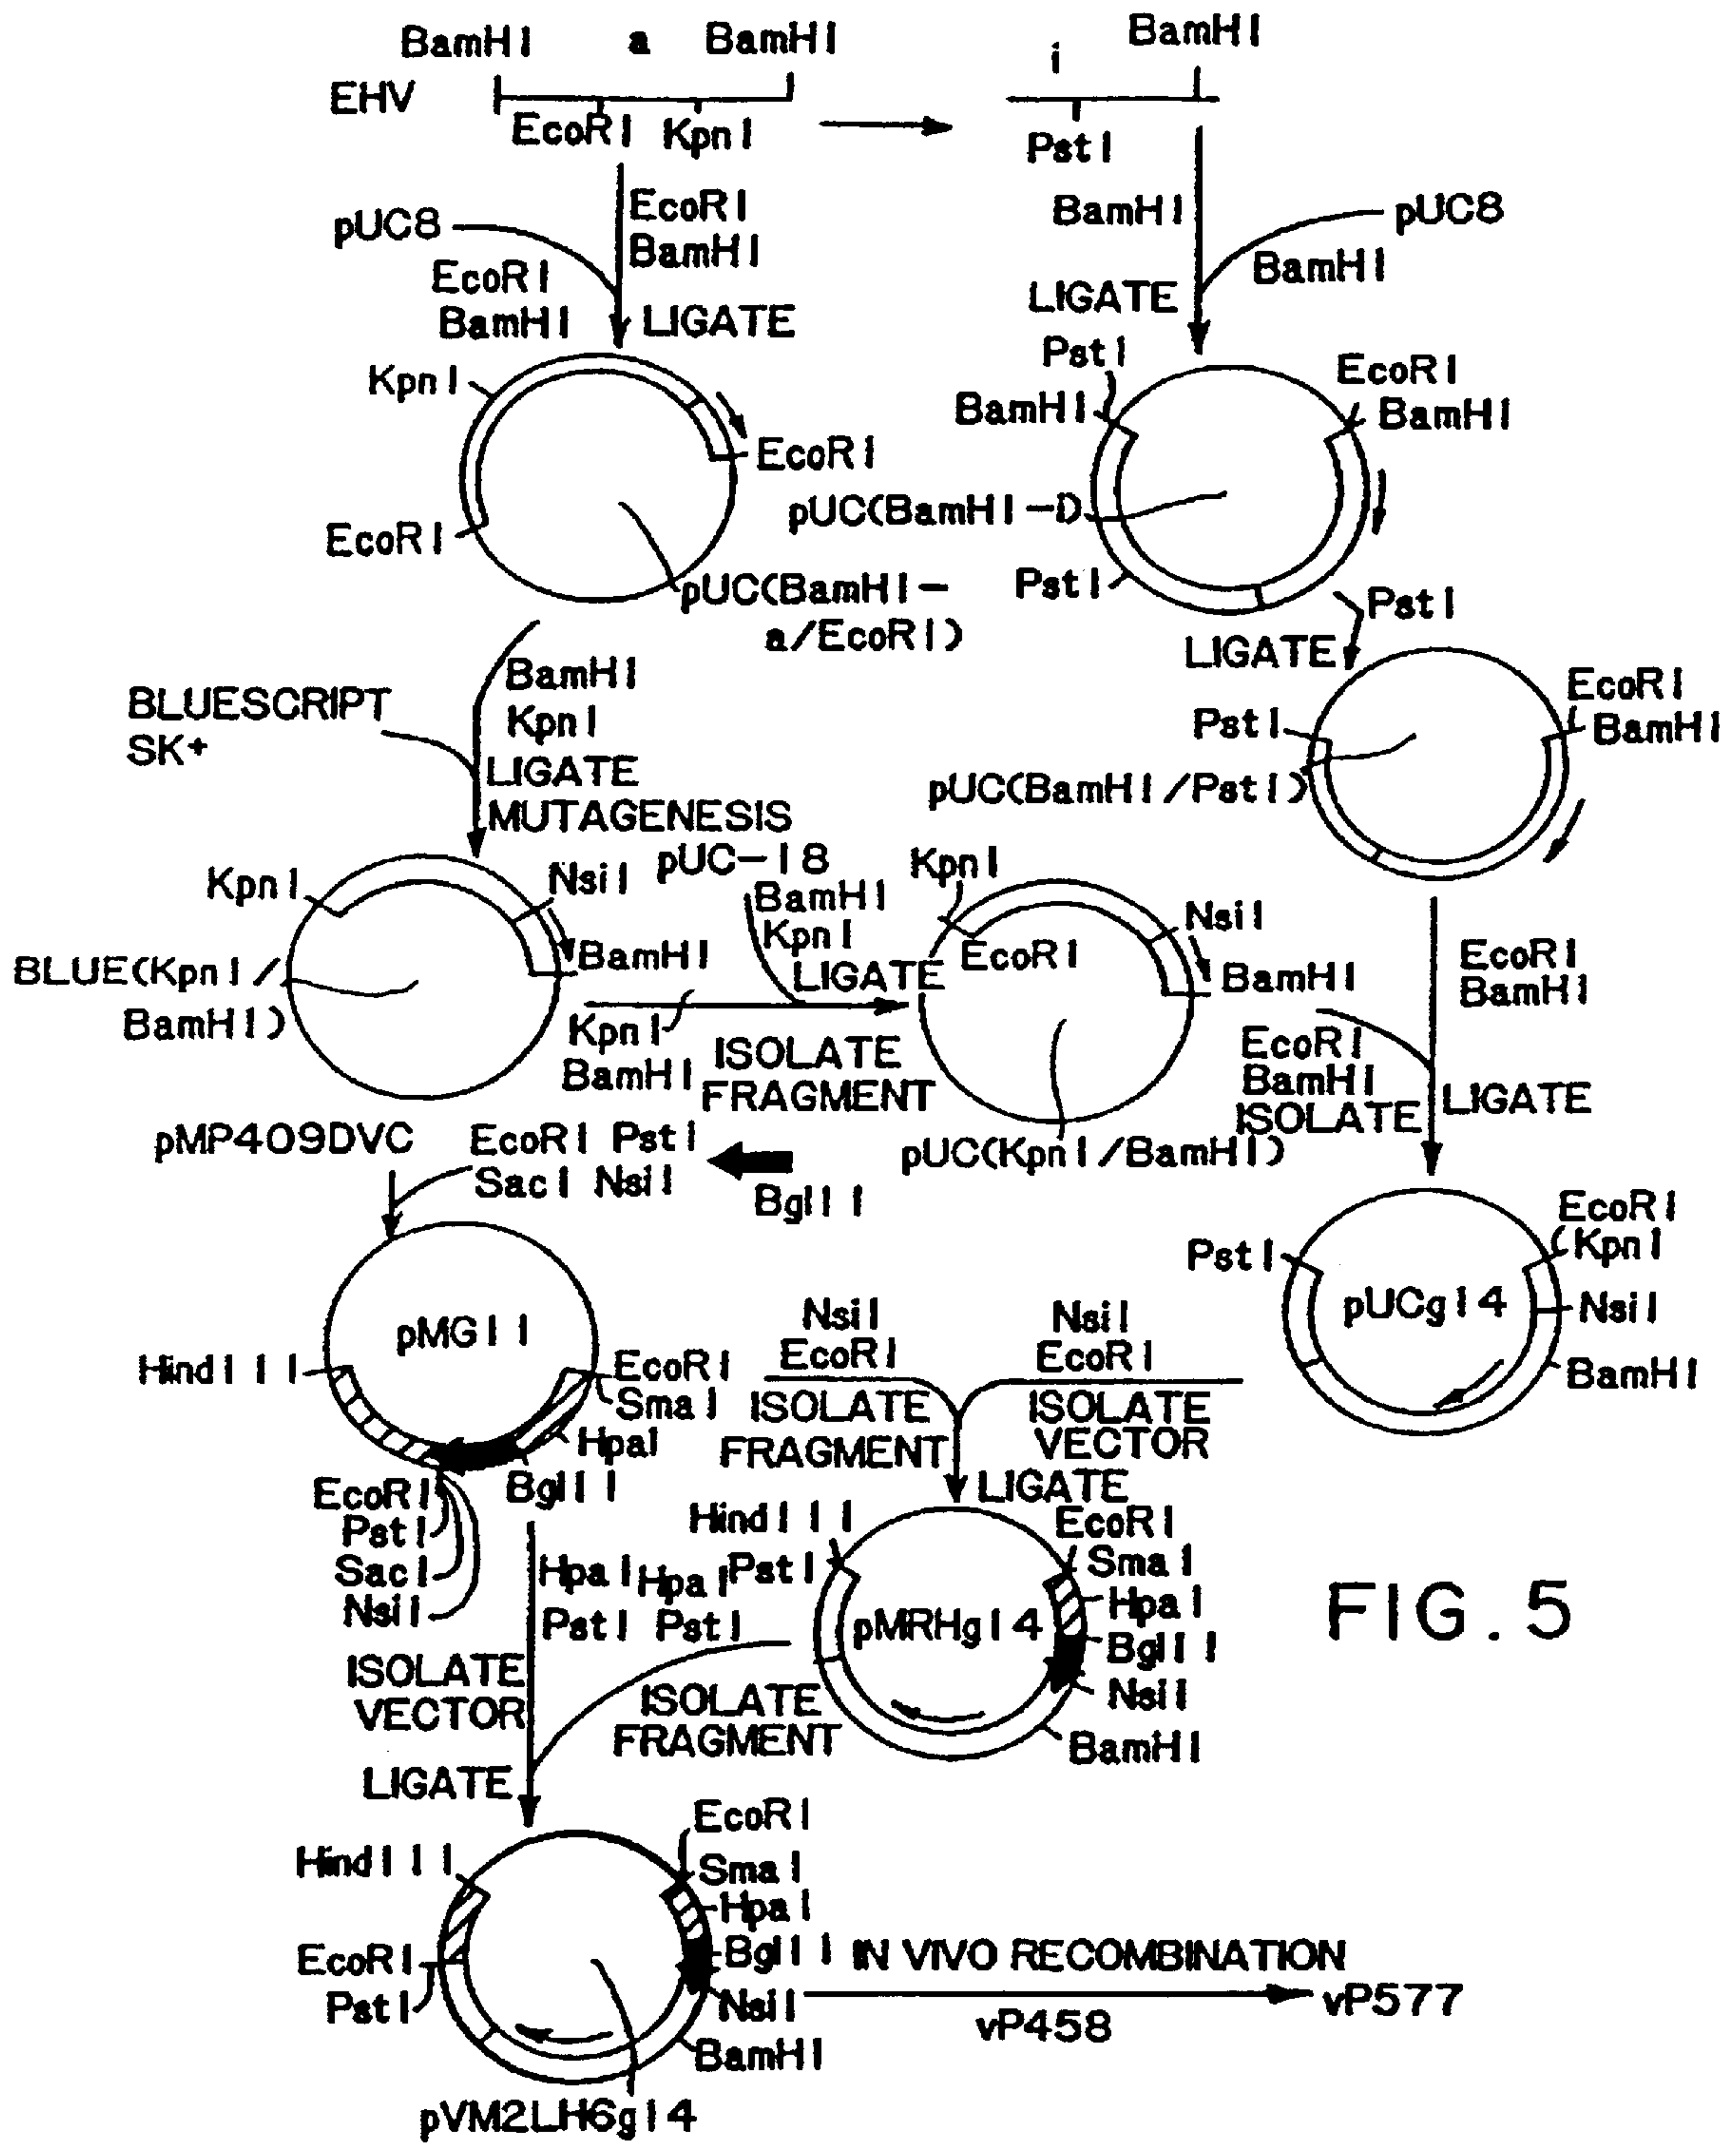 BamHI a BamHI
EHV
EcoRI KpnI
i
BamHI
PstI
pUC8
EcoRI
BamHI
EcoRI
BamHI
LIGATE
BamHI
pUC8
BamHI
LIGATE
KpnI
EcoRI
EcoRI
pUC(BamHI-
a/EcoRI)
PstI
BamHI
EcoRI
BamHI
pUC(BamHI-D
PstI
PstI
LIGATE
BLUESCRIPT
SK+
BamHI
KpnI
LIGATE
MUTAGENESIS
PstI
EcoRI
BamHI
pUC(BamHI/PstI)
KpnI
NsiI
BamHI
BLUE(KpnI/
BamHI)
pUC-18
BamHI
KpnI
LIGATE
KpnI
BamHI
ISOLATE
FRAGMENT
KpnI
EcoRI
NsiI
BamHI
pUC(KpnI/BamHI)
EcoRI
BamHI
EcoRI
BamHI
ISOLATE
LIGATE
pMP409DVC
EcoRI PstI
SacI NsiI
BglII
pMGII
HindIII
EcoRI
SmaI
HpaI
BglII
EcoRI
PstI
SacI
NsiI
NsiI
EcoRI
ISOLATE
FRAGMENT
NsiI
EcoRI
ISOLATE
VECTOR
LIGATE
PstI
EcoRI
KpnI
pUCgI4
NsiI
BamHI
HpaI
PstI
ISOLATE
VECTOR
LIGATE
HpaI
PstI
ISOLATE
FRAGMENT
HindIII
PstI
EcoRI
SmaI
HpaI
pMRHgI4
BglII
NsiI
BamHI
FIG. 5
HindIII
EcoRI
SmaI
HpaI
EcoRI
PstI
BglII
NsiI
BamHI
IN VIVO RECOMBINATION
vP458
vP577
pVM2LH6gI4